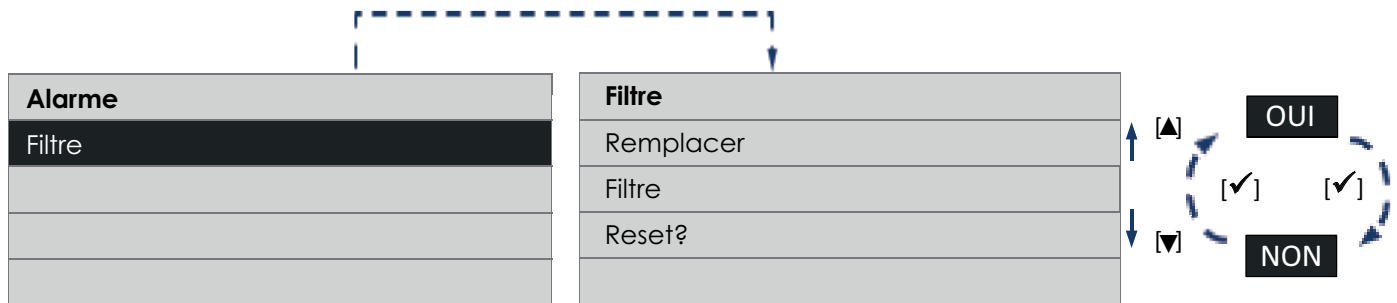 Alarme
Filtre
Filtre
Remplacer
Filtre
Reset?
[▲]
[▼]
OUI
[✓] [✓]
NON